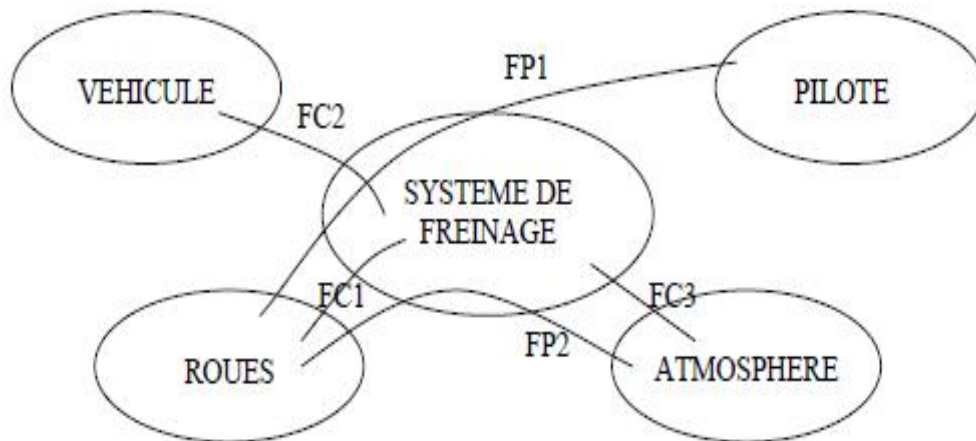 VEHICULE
FP1
PILOTE
FC2
SYSTEME DE
FREINAGE
FC1
FC3
FP2
ROUES
ATMOSPHERE